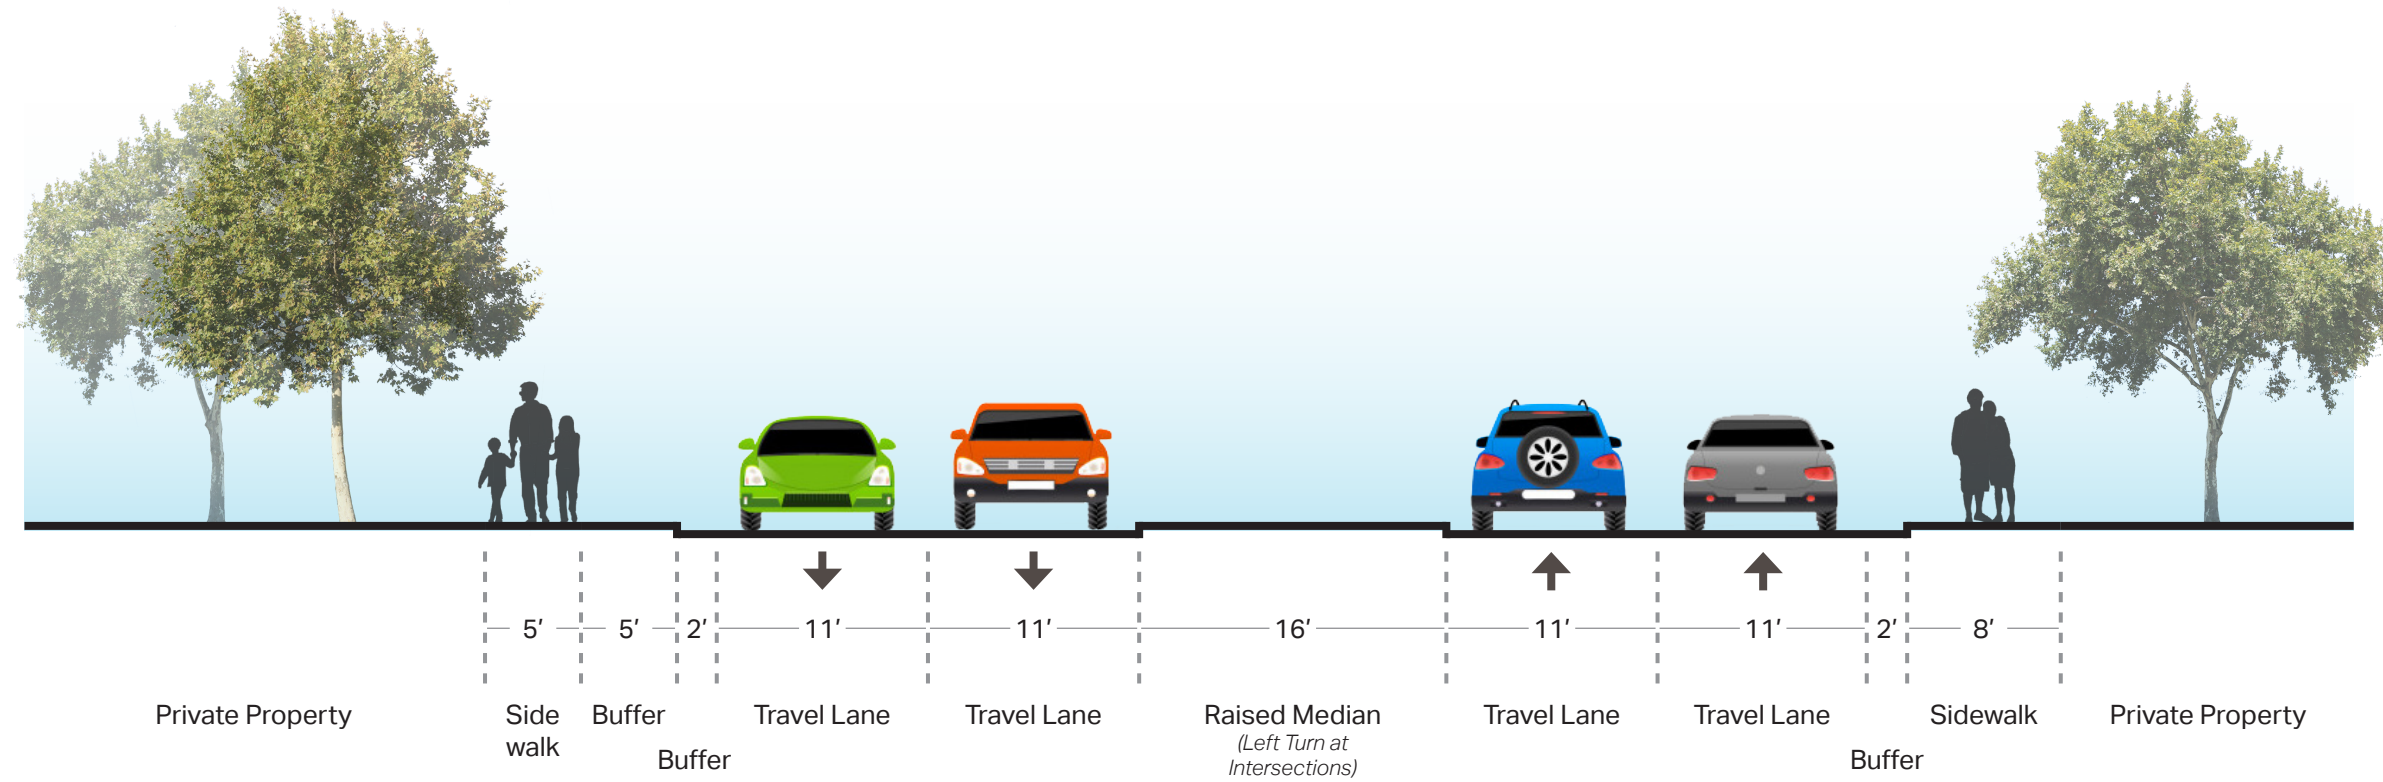 5′ 5′ 2′ 11′ 11′ 16′ 11′ 11′ 2′ 8′
Private Property
Side
walk
Buffer
Buffer
Travel Lane
Travel Lane
Raised Median
(Left Turn at
Intersections)
Travel Lane
Travel Lane
Buffer
Sidewalk
Private Property